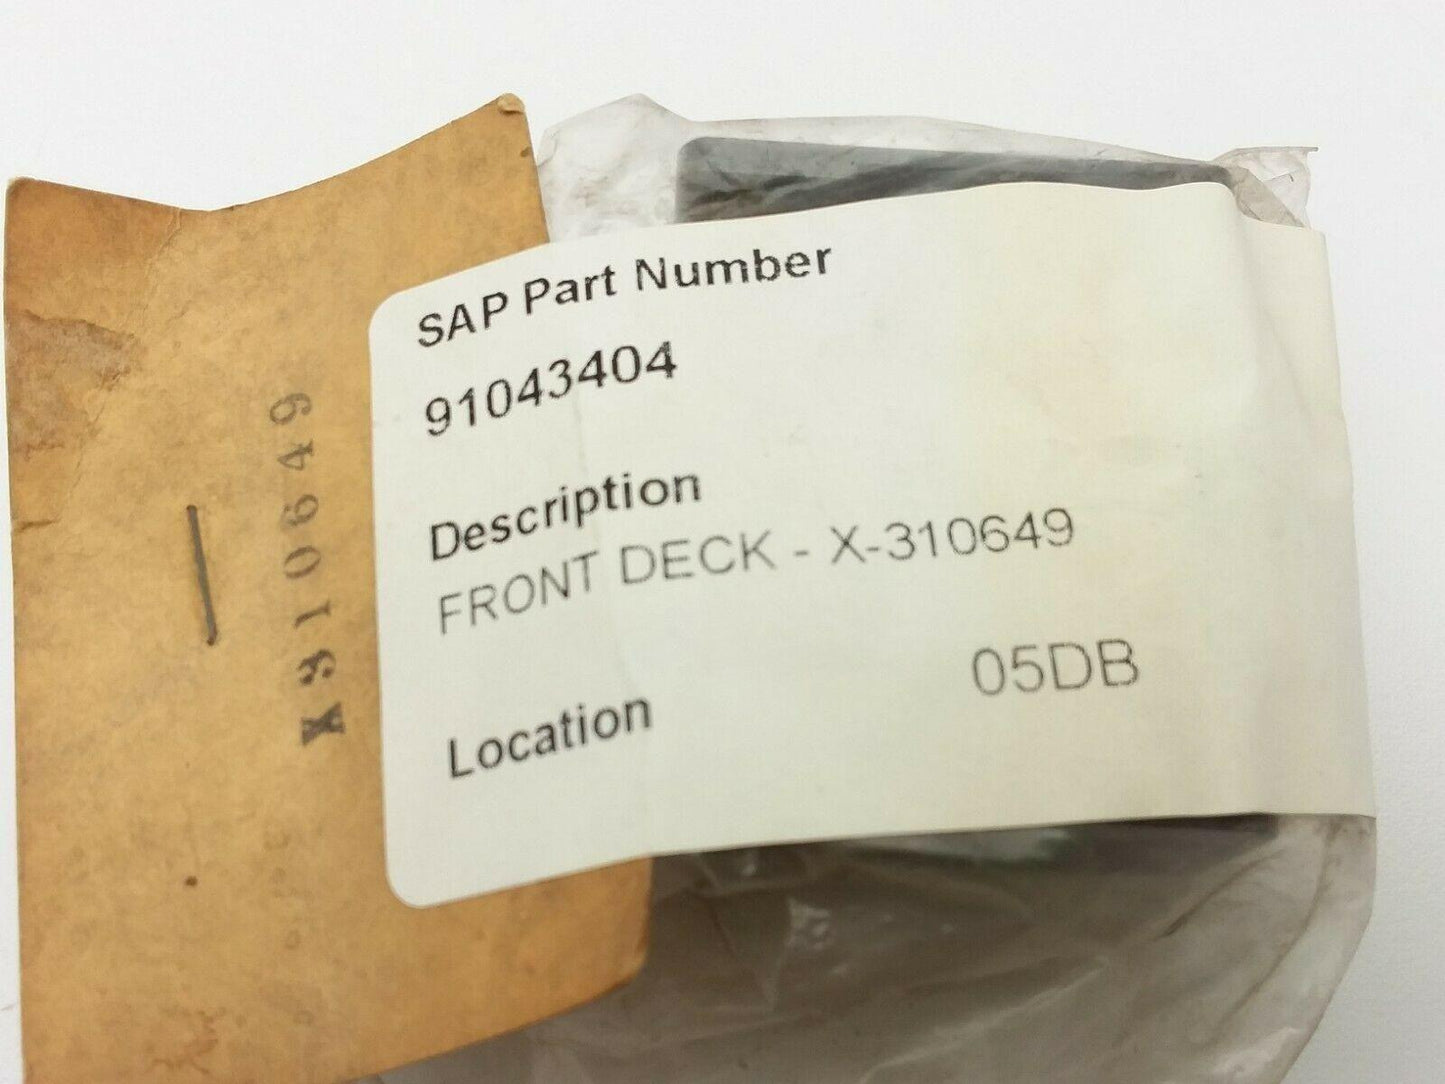 SAP Part Number
91043404
Description
FRONT DECK - X-310649
Location
05DB
X310649